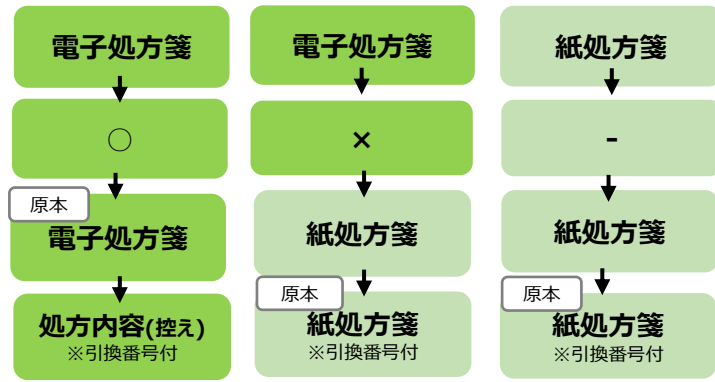 電子処方箋
○
原本
電子処方箋
処方内容(控え)
※引換番号付
電子処方箋
×
紙処方箋
原本
紙処方箋
※引換番号付
紙処方箋
-
紙処方箋
原本
紙処方箋
※引換番号付